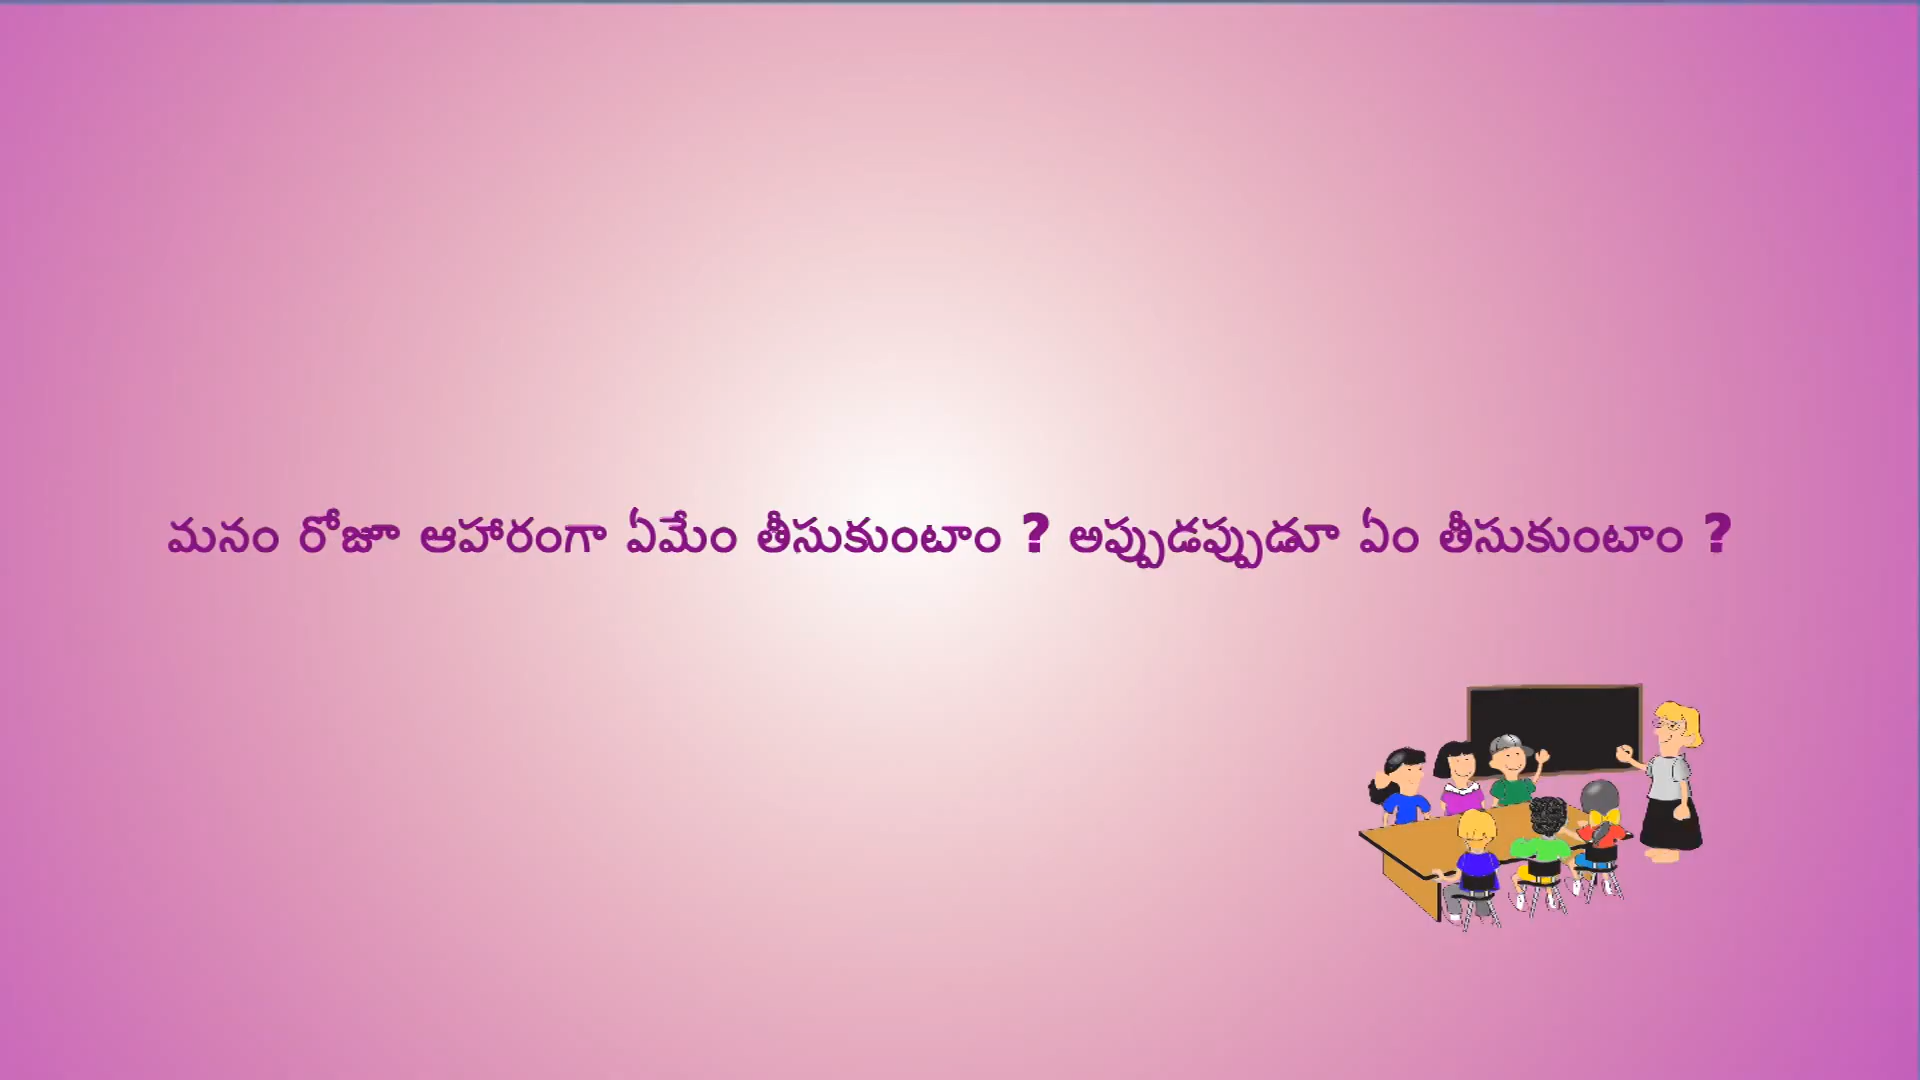 మనం రోజూ ఆహారంగా ఏమేం తీసుకుంటాం ? అప్పుడప్పుడూ ఏం తీసుకుంటాం ?